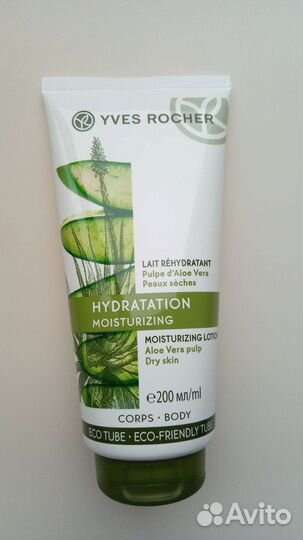 YVES ROCHER
LAIT RÉHYDRATANT
Pulpe d'Aloe Vera
Peaux sèches
HYDRATATION
MOISTURIZING
MOISTURIZING LOTION
Aloe Vera pulp
Dry skin
e200 мл/ml
CORPS · BODY
ECO TUBE · ECO-FRIENDLY TUBE
Avito